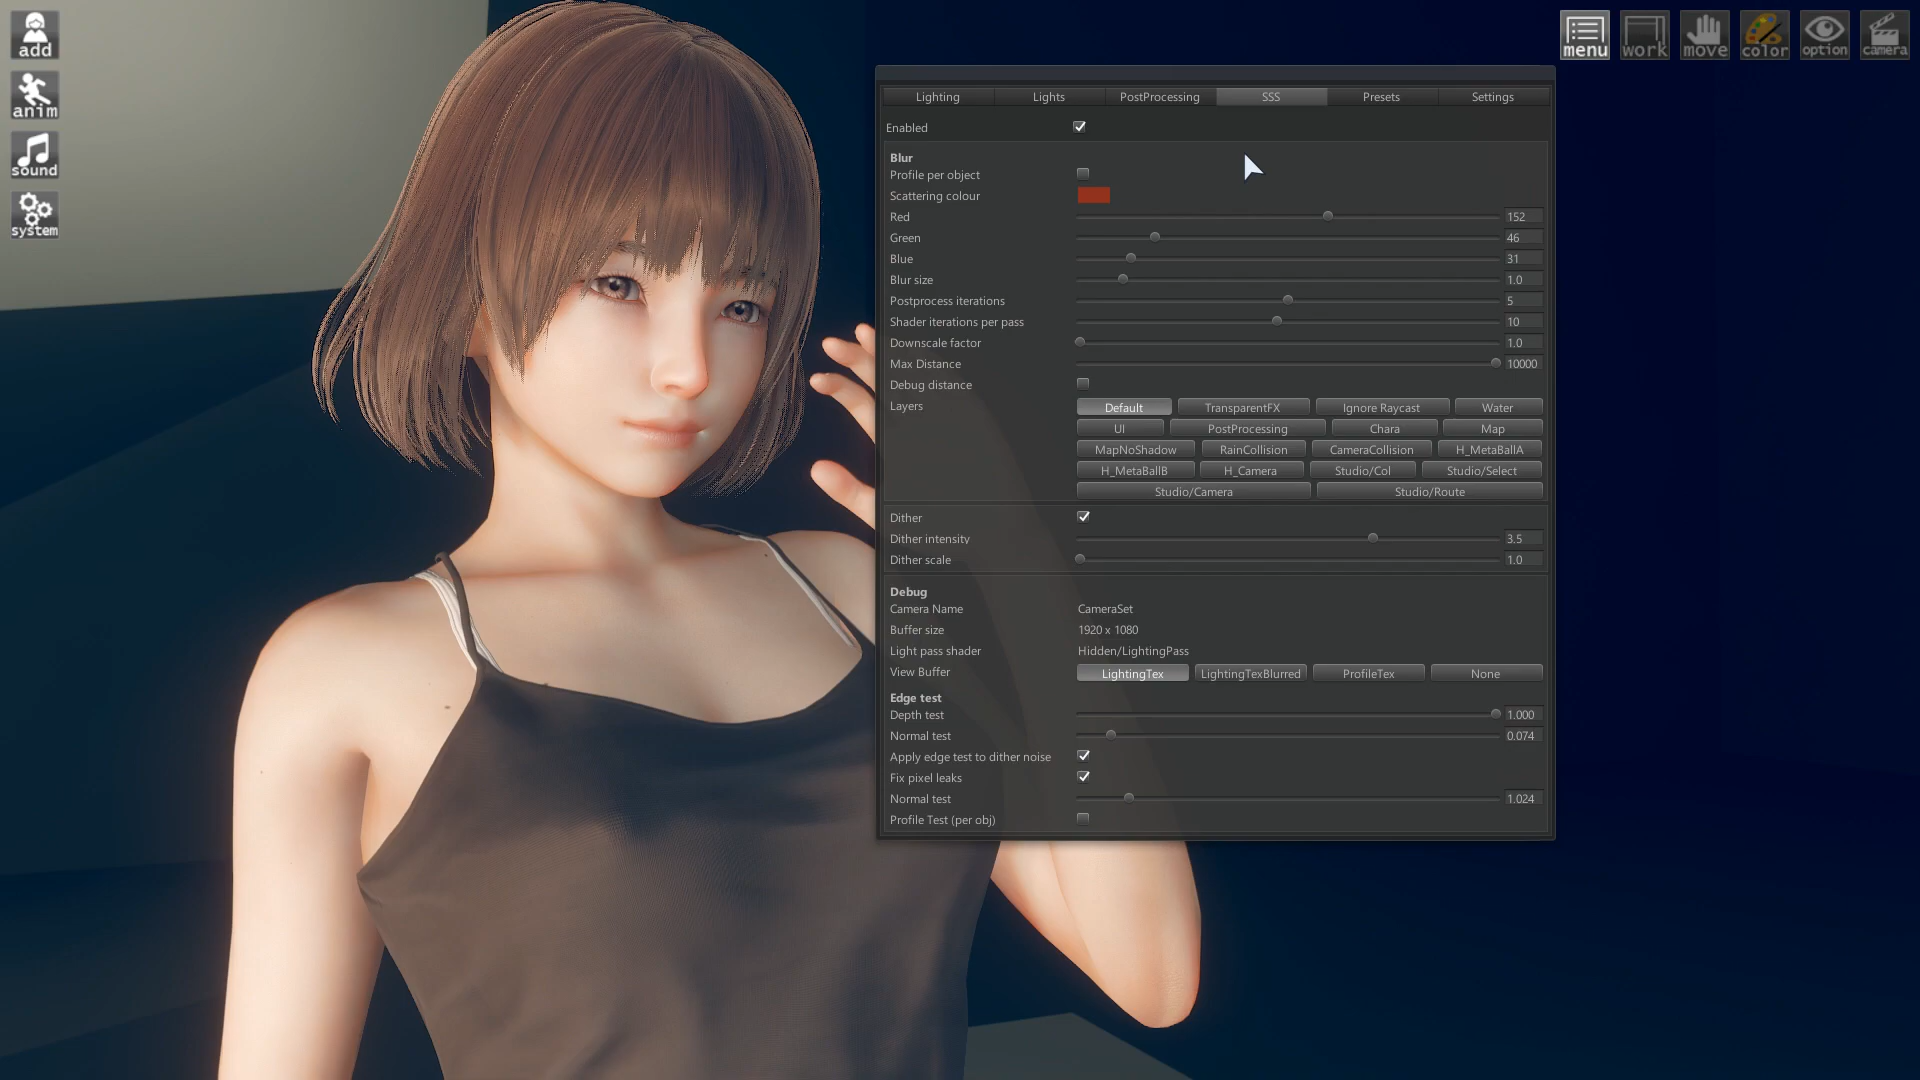 add
anim
sound
system
menu work move color option camera
Lighting Lights PostProcessing SSS Presets Settings
Enabled
Blur
Profile per object
Scattering colour
Red 152
Green 46
Blue 31
Blur size 1.0
Postprocess iterations 5
Shader iterations per pass 10
Downscale factor 1.0
Max Distance 10000
Debug distance
Layers Default TransparentFX Ignore Raycast Water
UI PostProcessing Chara Map
MapNoShadow RainCollision CameraCollision H_MetaBallA
H_MetaBallB H_Camera Studio/Col Studio/Select
Studio/Camera Studio/Route
Dither
Dither intensity 3.5
Dither scale 1.0
Debug
Camera Name CameraSet
Buffer size 1920 x 1080
Light pass shader Hidden/LightingPass
View Buffer LightingTex LightingTexBlurred ProfileTex None
Edge test
Depth test 1.000
Normal test 0.074
Apply edge test to dither noise
Fix pixel leaks
Normal test 1.024
Profile Test (per obj)